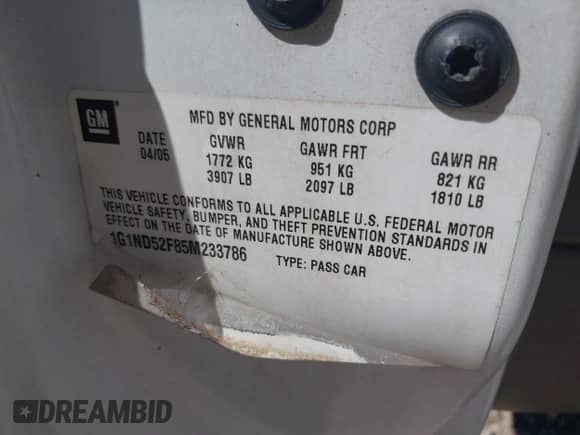 GM
MFD BY GENERAL MOTORS CORP
DATE GVWR GAWR FRT GAWR RR
04/05 1772 KG 951 KG 821 KG
3907 LB 2097 LB 1810 LB
THIS VEHICLE CONFORMS TO ALL APPLICABLE U.S. FEDERAL MOTOR
VEHICLE SAFETY, BUMPER, AND THEFT PREVENTION STANDARDS IN
EFFECT ON THE DATE OF MANUFACTURE SHOWN ABOVE.
1G1ND52F85M233786 TYPE: PASS CAR
DREAMBID